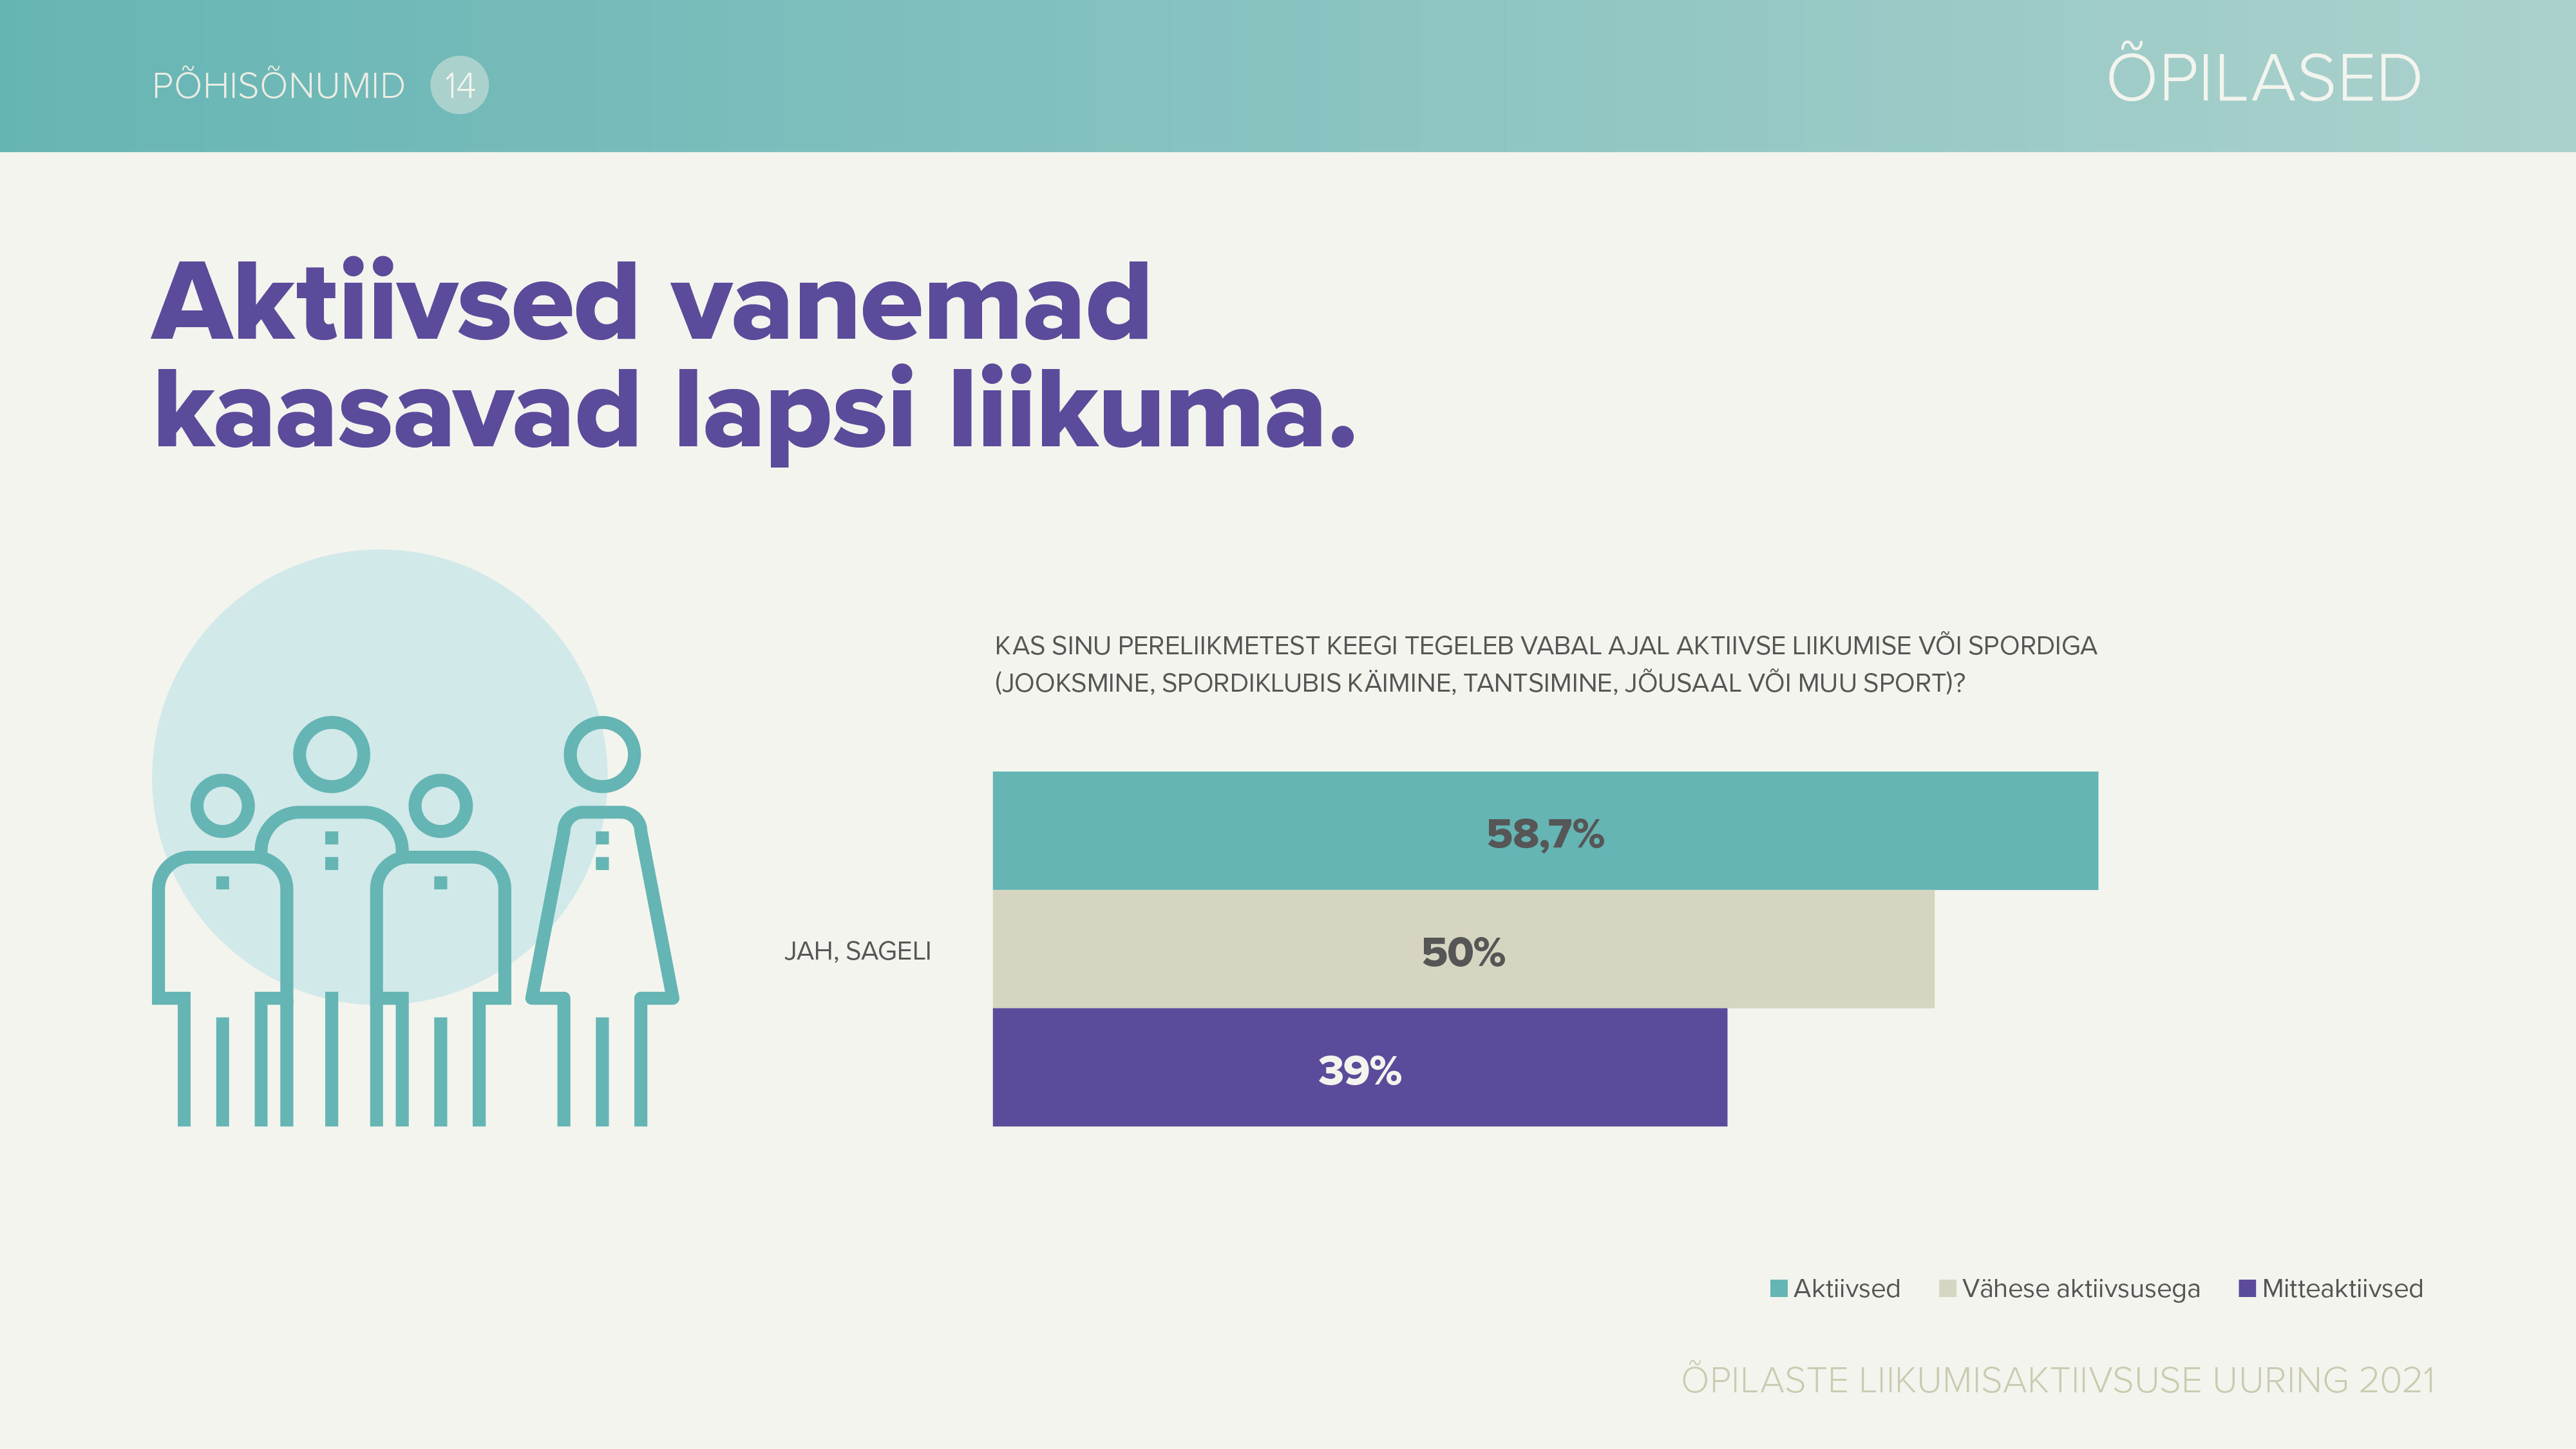 PÕHISÕNUMID 14
ÕPILASED
Aktiivsed vanemad
kaasavad lapsi liikuma.
KAS SINU PERELIIKMETEST KEEGI TEGELEB VABAL AJAL AKTIIVSE LIIKUMISE VÕI SPORDIGA
(JOOKSMINE, SPORDIKLUBIS KÄIMINE, TANTSIMINE, JÕUSAAL VÕI MUU SPORT)?
58,7%
JAH, SAGELI
50%
39%
Aktiivsed Vähese aktiivsusega Mitteaktiivsed
ÕPILASTE LIIKUMISAKTIIVSUSE UURING 2021